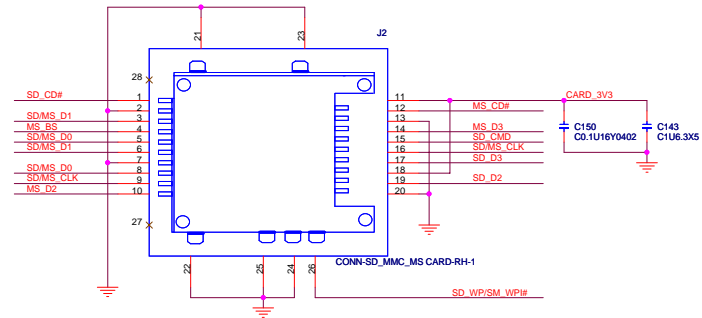 21
23
J2
28
SD_CD#
1
2
SD/MS_D1
3
MS_BS
4
SD/MS_D0
5
SD/MS_D1
6
7
SD/MS_D0
8
SD/MS_CLK
9
MS_D2
10
27
11
CARD_3V3
12
MS_CD#
13
14
MS_D3
15
SD_CMD
16
SD/MS_CLK
17
SD_D3
18
19
SD_D2
20
C150
C0.1U16Y0402
C143
C1U6.3X5
22
25
24
26
CONN-SD_MMC_MS CARD-RH-1
SD_WP/SM_WPI#